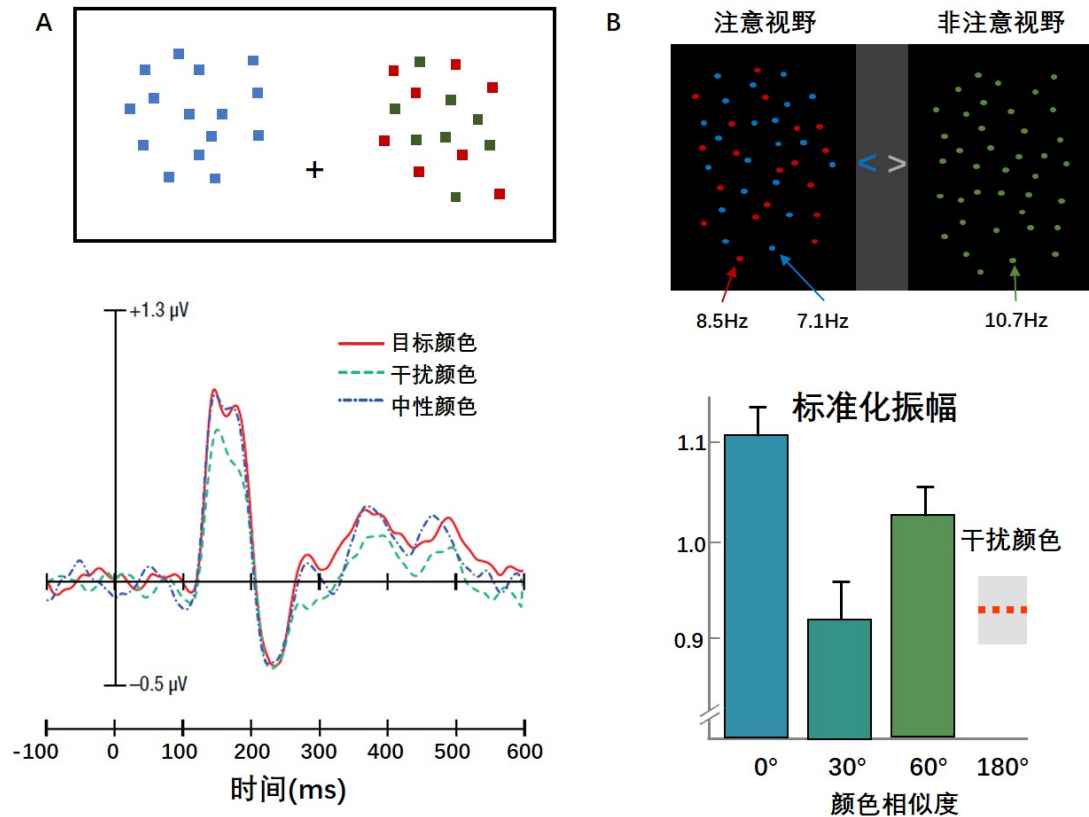 A
+
+1.3 μV
目标颜色
干扰颜色
中性颜色
−0.5 μV
-100 0 100 200 300 400 500 600
时间(ms)
B
注意视野 非注意视野
< >
8.5Hz 7.1Hz 10.7Hz
标准化振幅
1.1
1.0
0.9
干扰颜色
0° 30° 60° 180°
颜色相似度